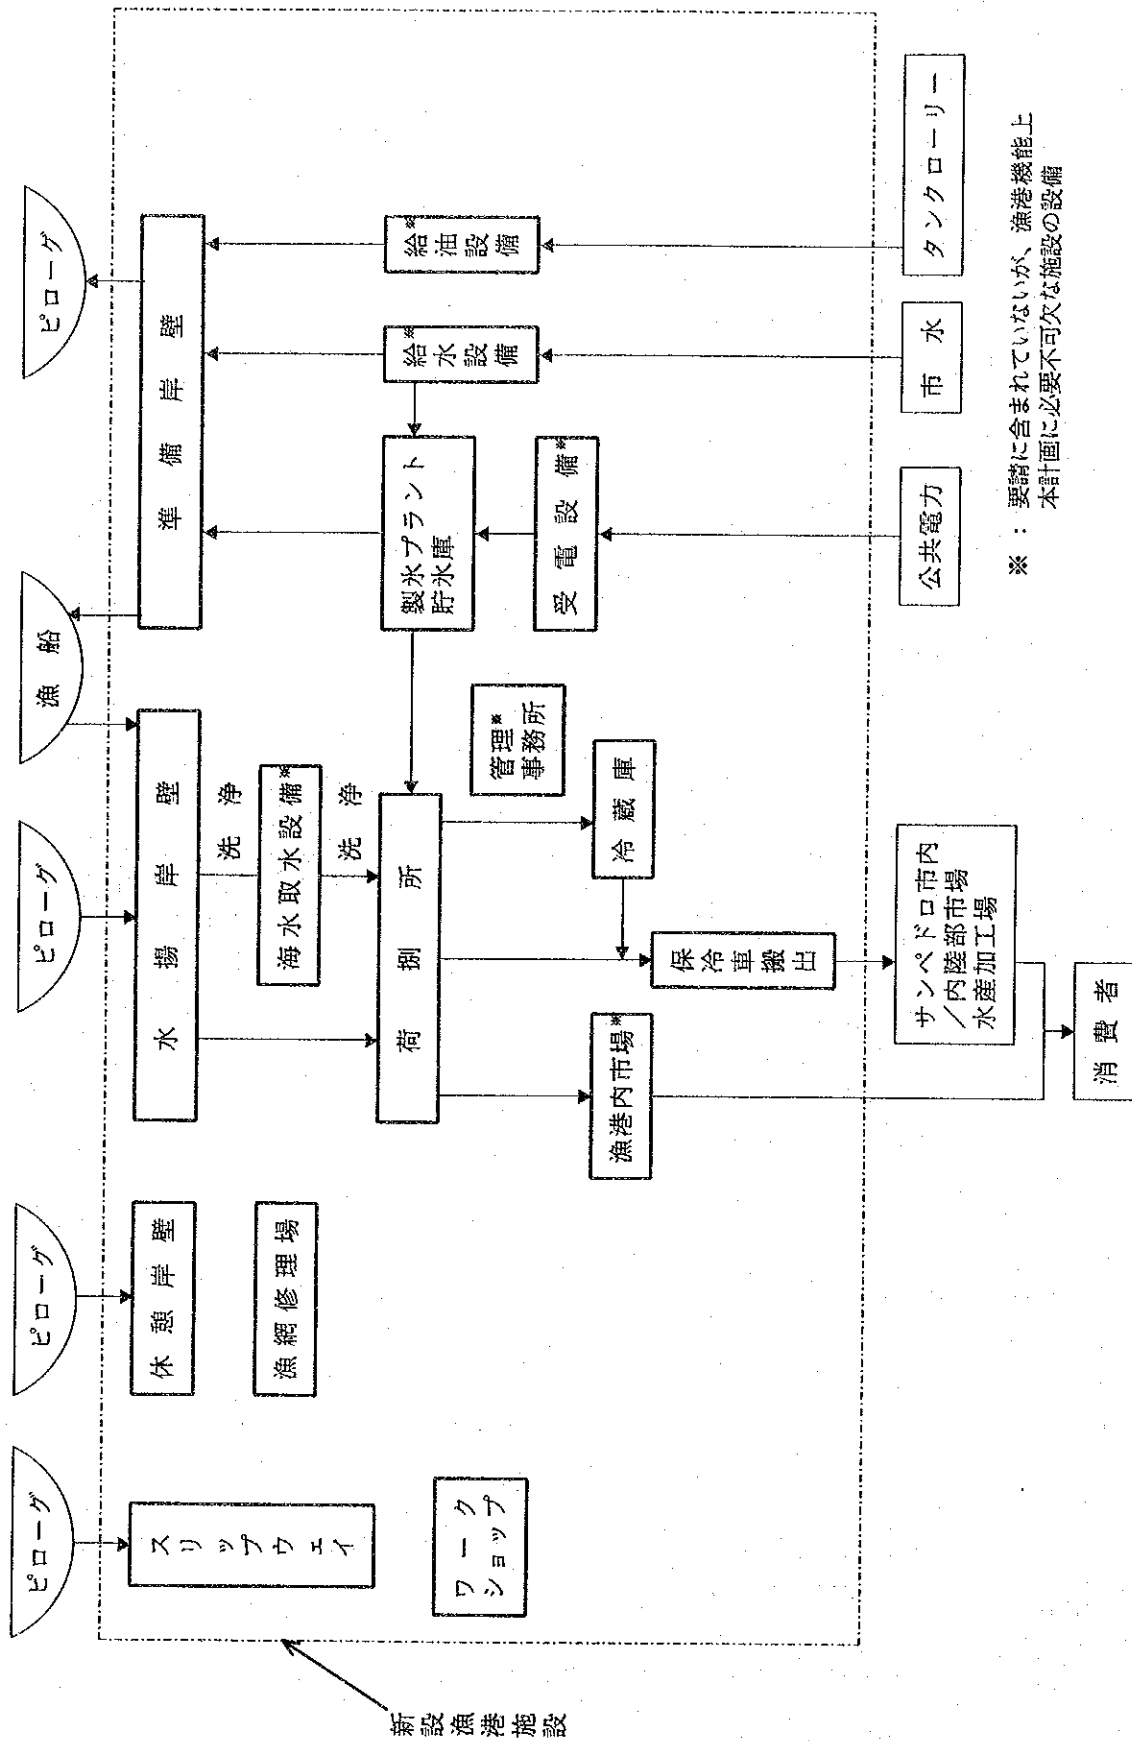 ピローグ
ピローグ
ピローグ
漁船
ピローグ
スリップウェイ
休憩岸壁
水揚岸壁
準備岸壁
漁網修理場
洗浄
海水取水設備※
洗浄
ワーク
ショップ
荷捌所
製氷プラント
貯氷庫
給水※
設備
給油※
設備
管理※
事務所
受電設備※
漁港内市場※
冷蔵庫
保冷車搬出
新設漁港施設
サンペドロ市内
/内陸部市場
水産加工場
公共電力
市水
タンクローリー
消費者
※： 要請に含まれていないが、漁港機能上
本計画に必要不可欠な施設の設備